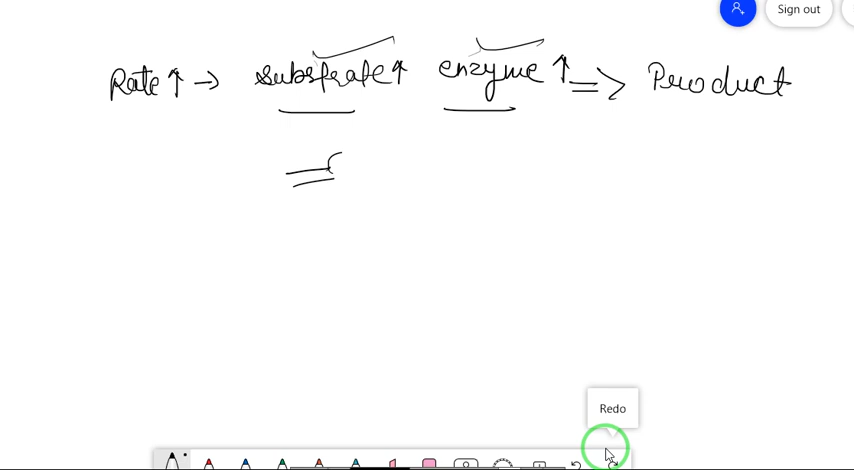 Sign out
Rate ↑ → substrate ↑ enzyme ↑ => Product
Redo